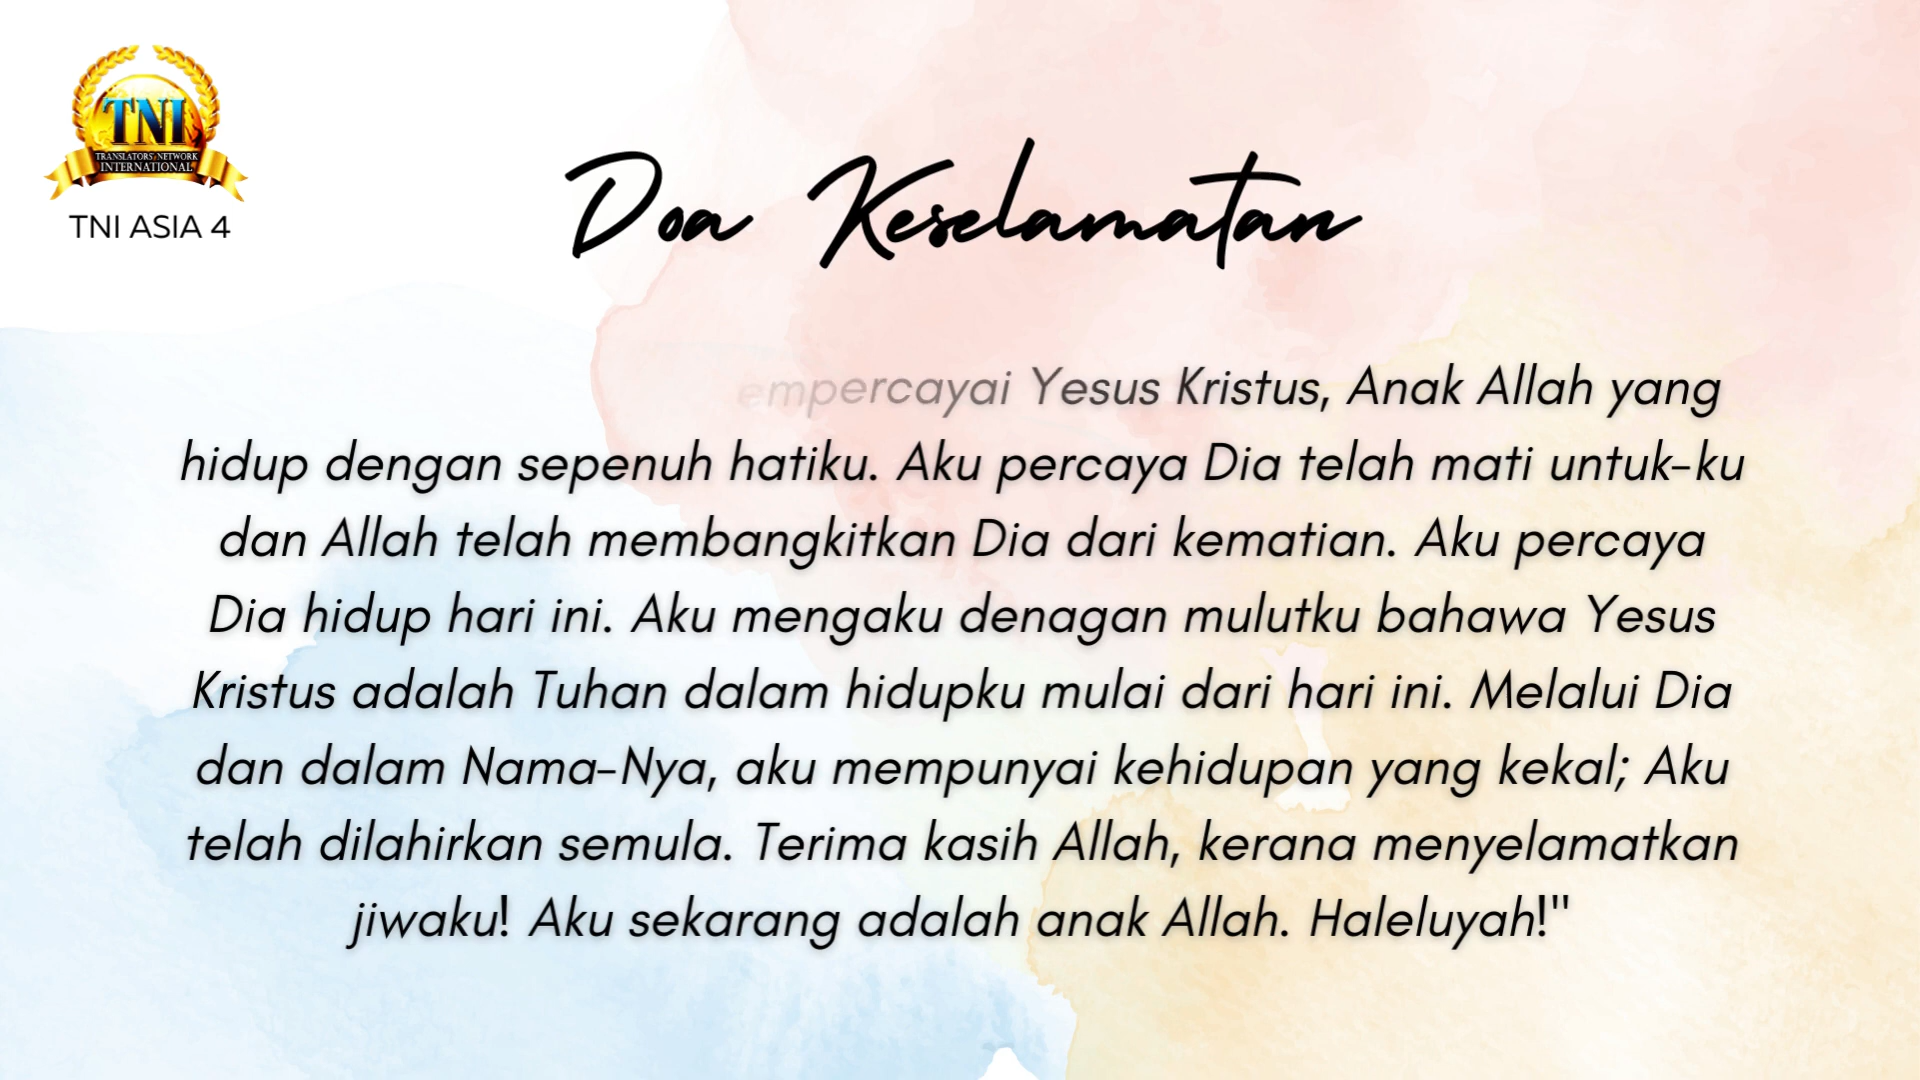 TNI
TRANSLATORS' NETWORK
INTERNATIONAL
TNI ASIA 4
Doa Keselamatan
empercayai Yesus Kristus, Anak Allah yang
hidup dengan sepenuh hatiku. Aku percaya Dia telah mati untuk-ku
dan Allah telah membangkitkan Dia dari kematian. Aku percaya
Dia hidup hari ini. Aku mengaku denagan mulutku bahawa Yesus
Kristus adalah Tuhan dalam hidupku mulai dari hari ini. Melalui Dia
dan dalam Nama-Nya, aku mempunyai kehidupan yang kekal; Aku
telah dilahirkan semula. Terima kasih Allah, kerana menyelamatkan
jiwaku! Aku sekarang adalah anak Allah. Haleluyah!"